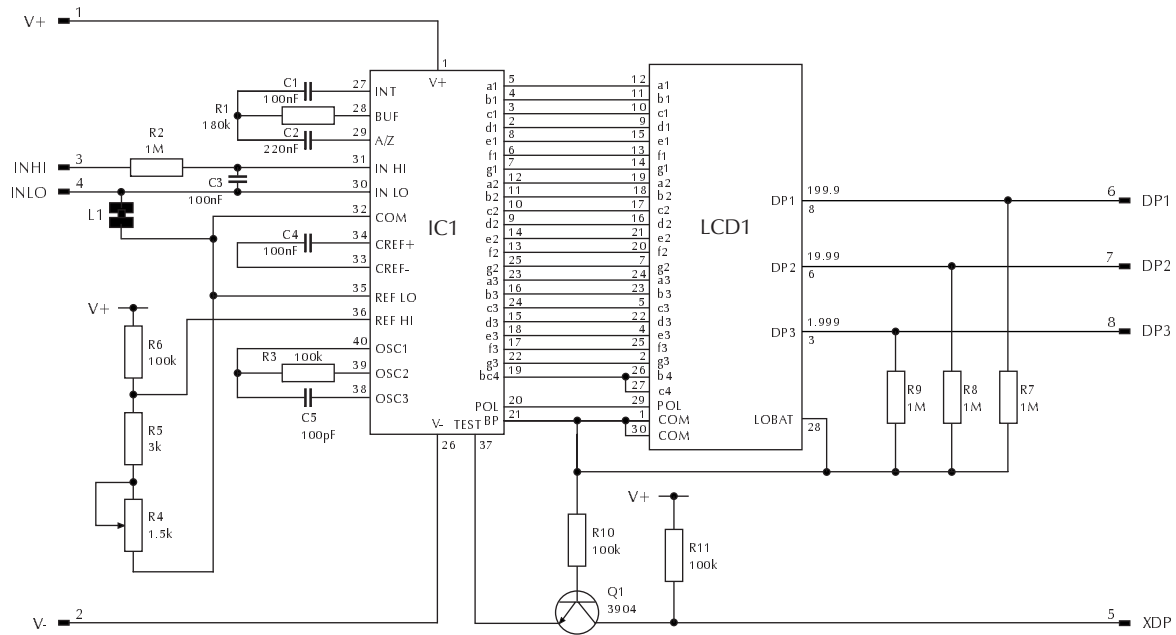 V+ 1
1
V+
C1
100nF
27 INT
R1
180k
28 BUF
C2
220nF
29 A/Z
R2
1M
INHI 3
31 IN HI
C3
100nF
INLO 4
30 IN LO
L1
32 COM
C4
100nF
34 CREF+
33 CREF-
35 REF LO
36 REF HI
V+
R6
100k
R5
3k
R4
1.5k
40 OSC1
R3 100k
39 OSC2
38 OSC3
C5
100pF
IC1
V-
26
TEST
37
5 a1
4 b1
3 c1
2 d1
8 e1
6 f1
7 g1
12 a2
11 b2
10 c2
9 d2
14 e2
13 f2
25 g2
23 a3
16 b3
24 c3
15 d3
18 e3
17 f3
22 g3
19 bc4
20 POL
21 BP
12 a1
11 b1
10 c1
9 d1
15 e1
13 f1
14 g1
19 a2
18 b2
17 c2
16 d2
21 e2
20 f2
7 g2
24 a3
23 b3
5 c3
22 d3
4 e3
25 f3
2 g3
26 b4
27 c4
29 POL
1 COM
30 COM
LCD1
DP1 199.9
8
6 DP1
DP2 19.99
6
7 DP2
DP3 1.999
3
8 DP3
R9
1M
R8
1M
R7
1M
LOBAT
28
V+
R10
100k
R11
100k
Q1
3904
V- 2
5 XDP